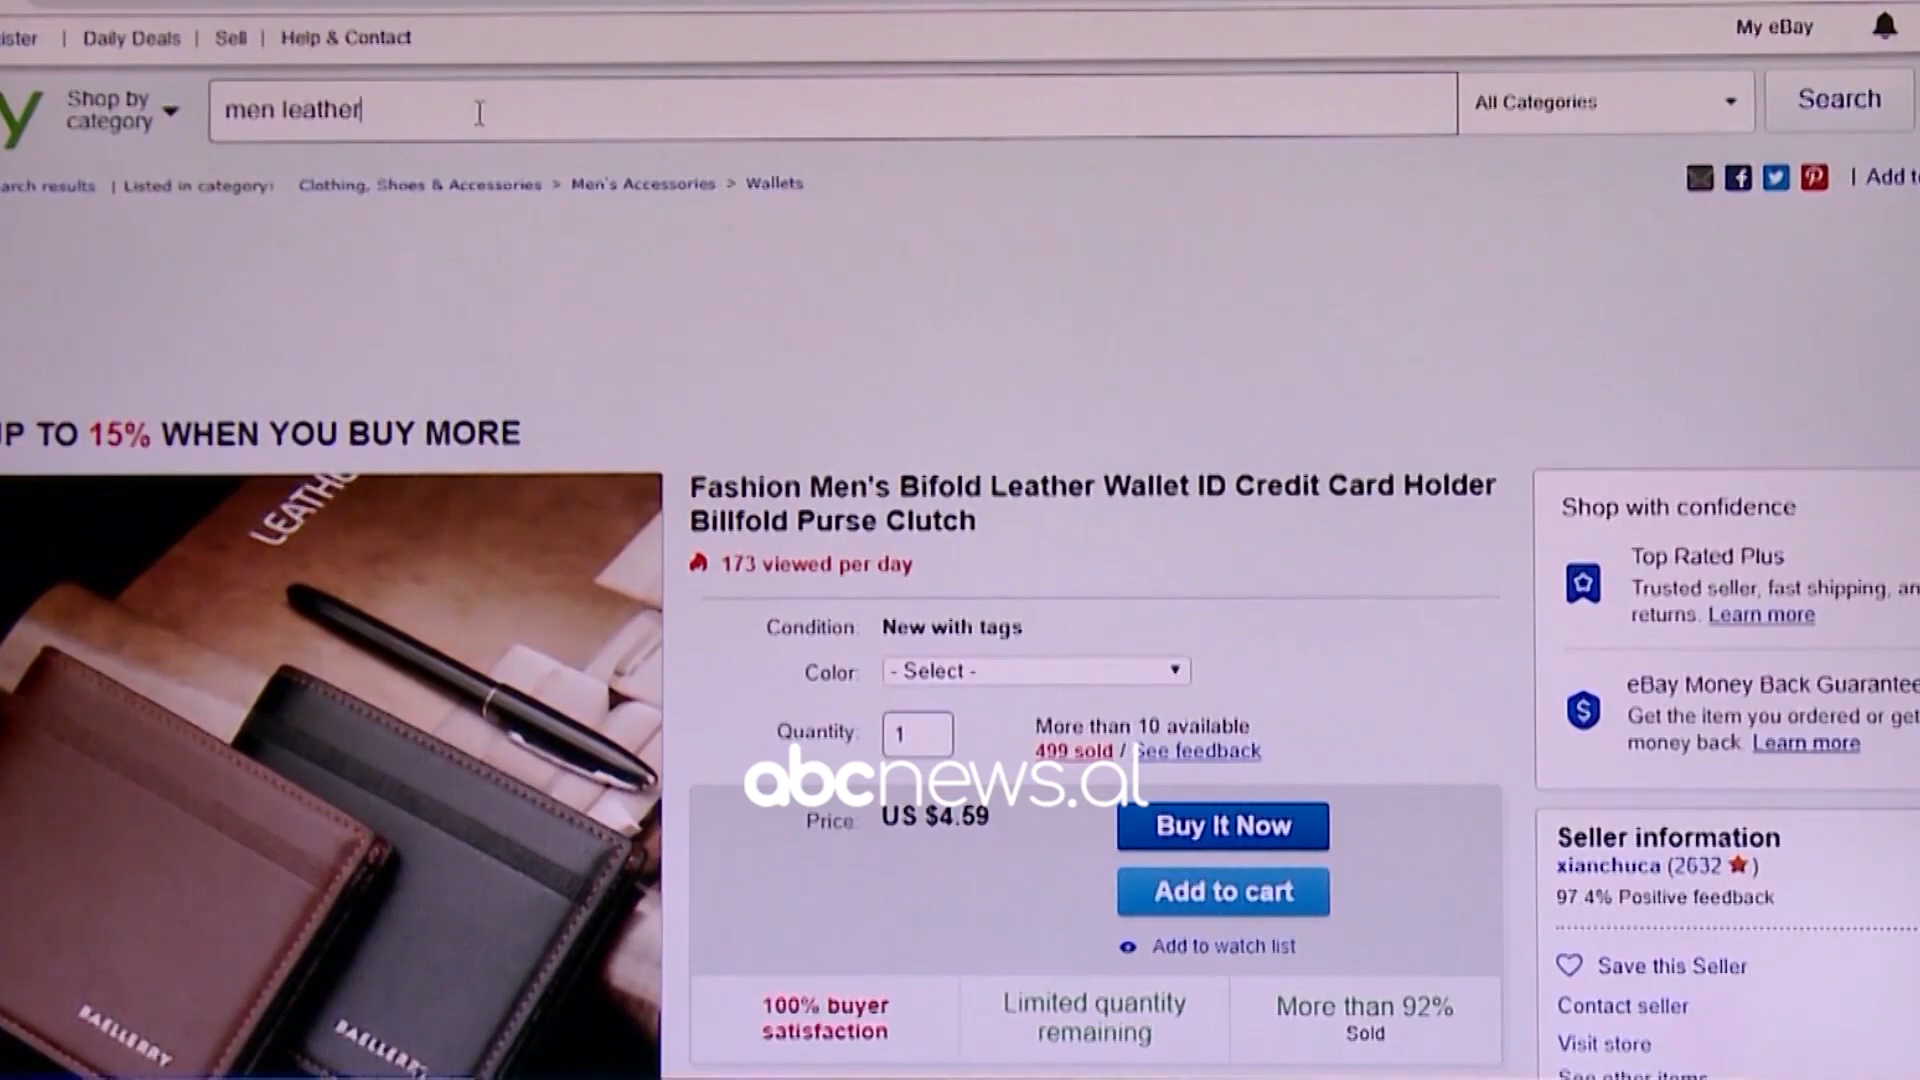 Daily Deals | Sell | Help & Contact
My eBay
Shop by
category
men leather
All Categories
Search
| Listed in category: Clothing, Shoes & Accessories > Men's Accessories > Wallets
| Add
TO 15% WHEN YOU BUY MORE
Fashion Men's Bifold Leather Wallet ID Credit Card Holder
Billfold Purse Clutch
173 viewed per day
Condition: New with tags
Color: - Select -
Quantity: 1
More than 10 available
499 sold / See feedback
abcnews.al
Price: US $4.59
Buy It Now
Add to cart
Add to watch list
100% buyer
satisfaction
Limited quantity
remaining
More than 92%
Sold
Shop with confidence
Top Rated Plus
Trusted seller, fast shipping,
returns. Learn more
eBay Money Back Guarantee
Get the item you ordered or get
money back. Learn more
Seller information
xianchuca (2632 ★)
97.4% Positive feedback
Save this Seller
Contact seller
Visit store
See other items
BAELLERRY
BAELLERRY